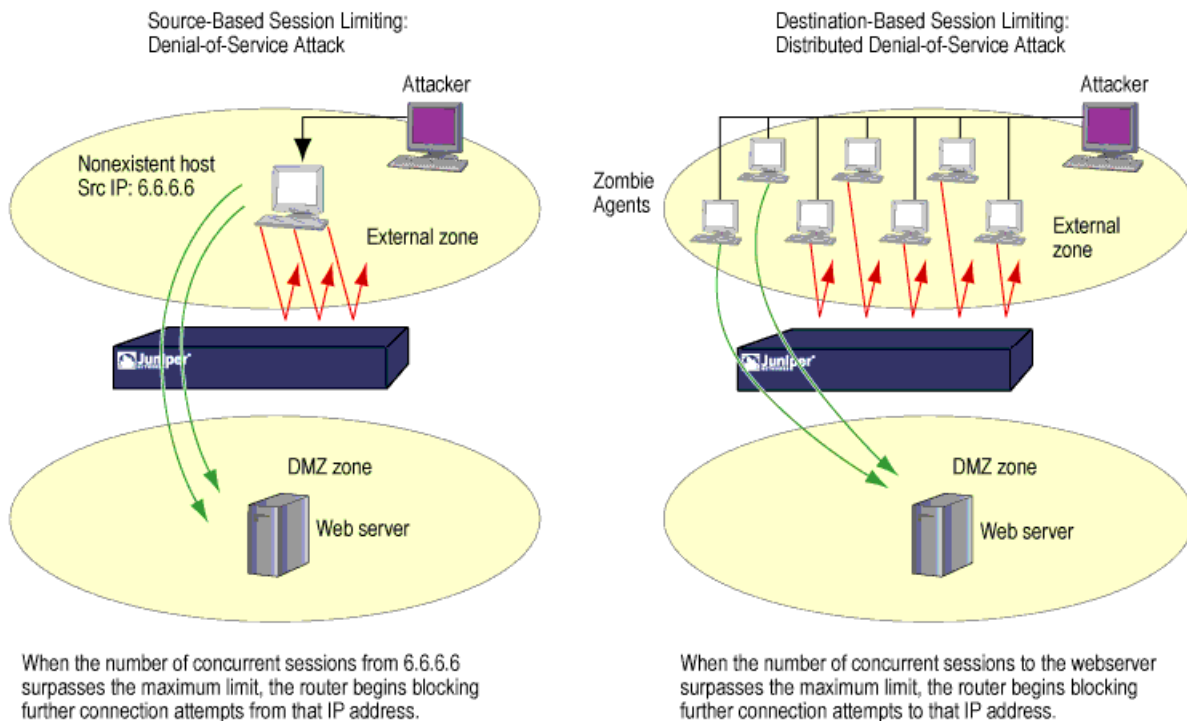 Source-Based Session Limiting:
Denial-of-Service Attack
Attacker
Nonexistent host
Src IP: 6.6.6.6
External zone
Juniper
NETWORKS
DMZ zone
Web server
When the number of concurrent sessions from 6.6.6.6
surpasses the maximum limit, the router begins blocking
further connection attempts from that IP address.
Destination-Based Session Limiting:
Distributed Denial-of-Service Attack
Attacker
Zombie
Agents
External
zone
Juniper
NETWORKS
DMZ zone
Web server
When the number of concurrent sessions to the webserver
surpasses the maximum limit, the router begins blocking
further connection attempts to that IP address.